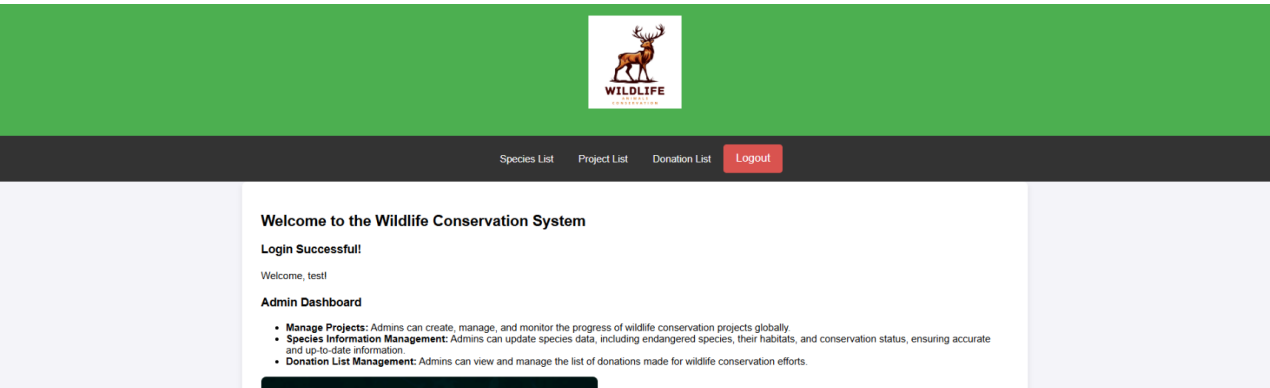 WILDLIFE
ANIMALS
CONSERVATION
Species List Project List Donation List Logout
Welcome to the Wildlife Conservation System
Login Successful!
Welcome, test!
Admin Dashboard
• Manage Projects: Admins can create, manage, and monitor the progress of wildlife conservation projects globally.
• Species Information Management: Admins can update species data, including endangered species, their habitats, and conservation status, ensuring accurate
and up-to-date information.
• Donation List Management: Admins can view and manage the list of donations made for wildlife conservation efforts.